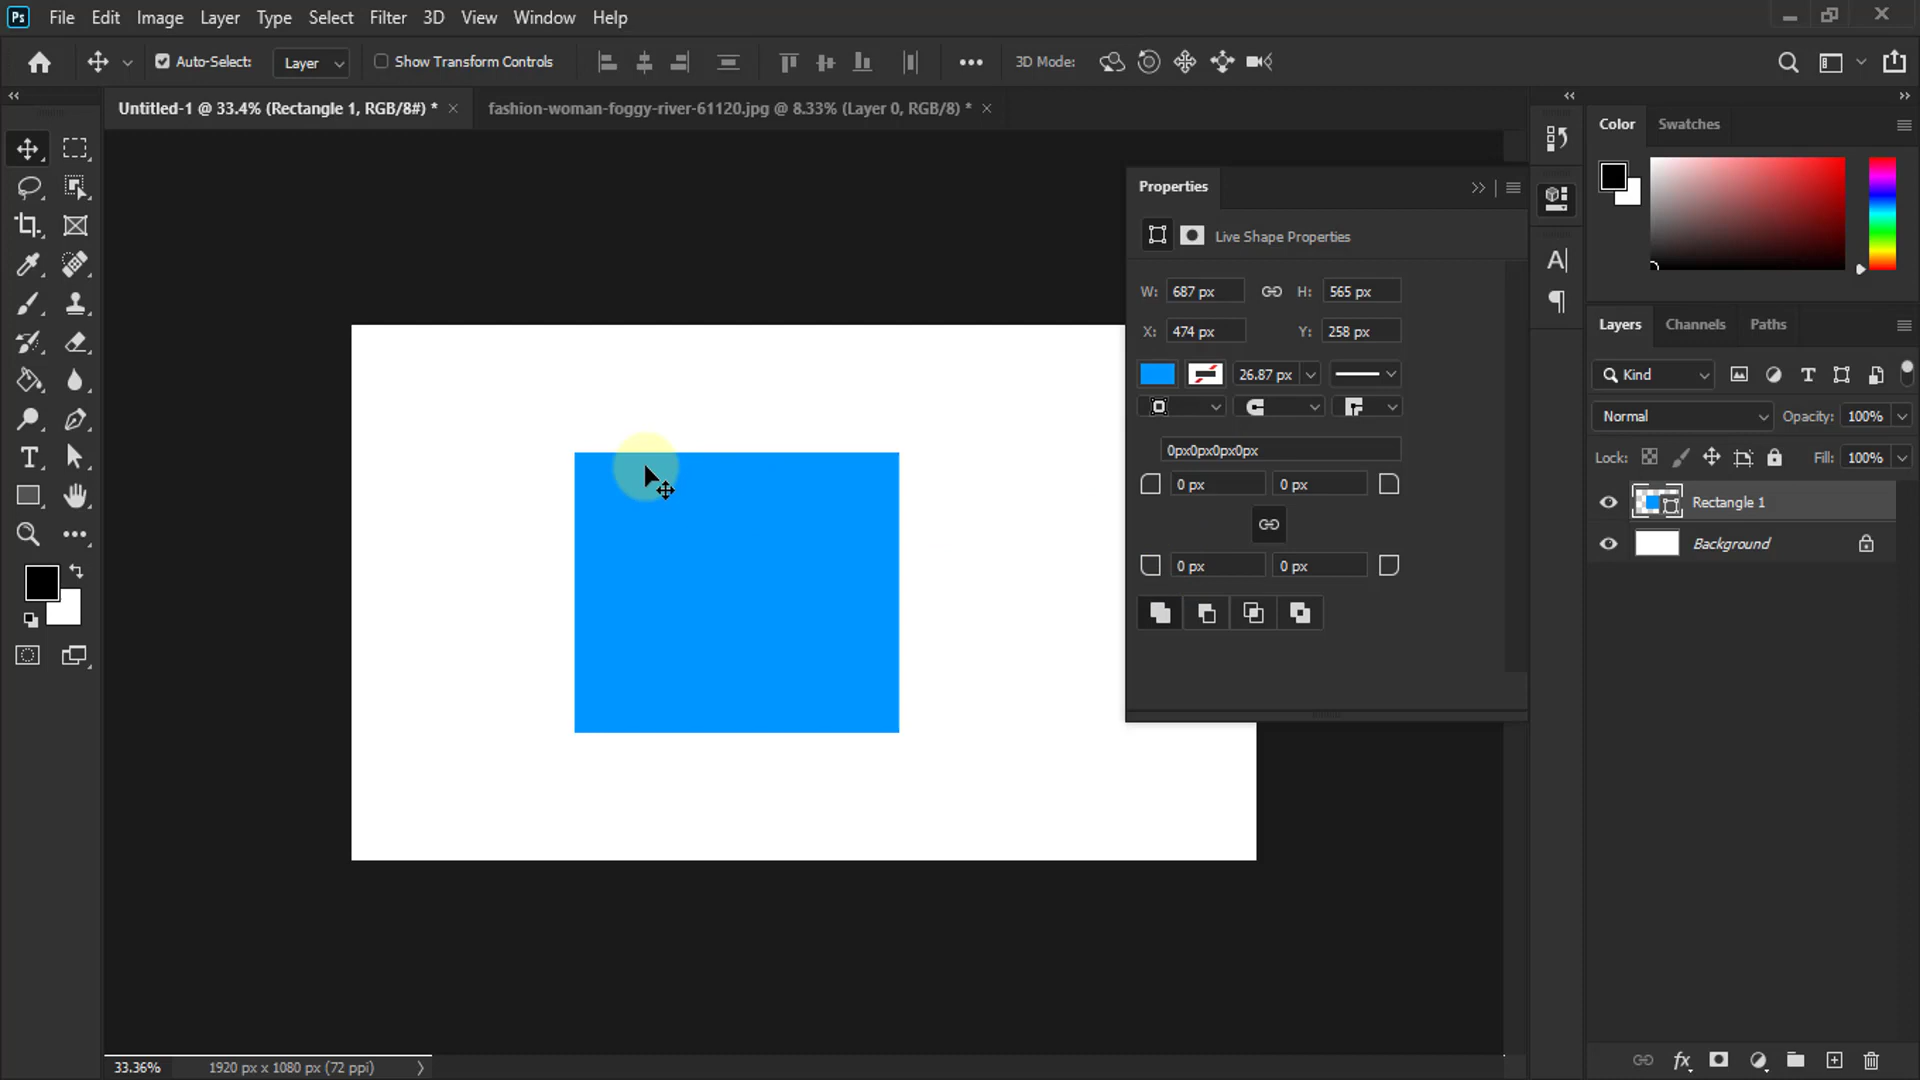 Ps File Edit Image Layer Type Select Filter 3D View Window Help
Auto-Select: Layer Show Transform Controls 3D Mode:
Untitled-1 @ 33.4% (Rectangle 1, RGB/8#) * fashion-woman-foggy-river-61120.jpg @ 8.33% (Layer 0, RGB/8) *
Color Swatches
Properties
Live Shape Properties
W: 687 px H: 565 px
X: 474 px Y: 258 px
26.87 px
0px0px0px0px
0 px 0 px
0 px 0 px
Layers Channels Paths
Kind
Normal Opacity: 100%
Lock: Fill: 100%
Rectangle 1
Background
33.36% 1920 px x 1080 px (72 ppi)